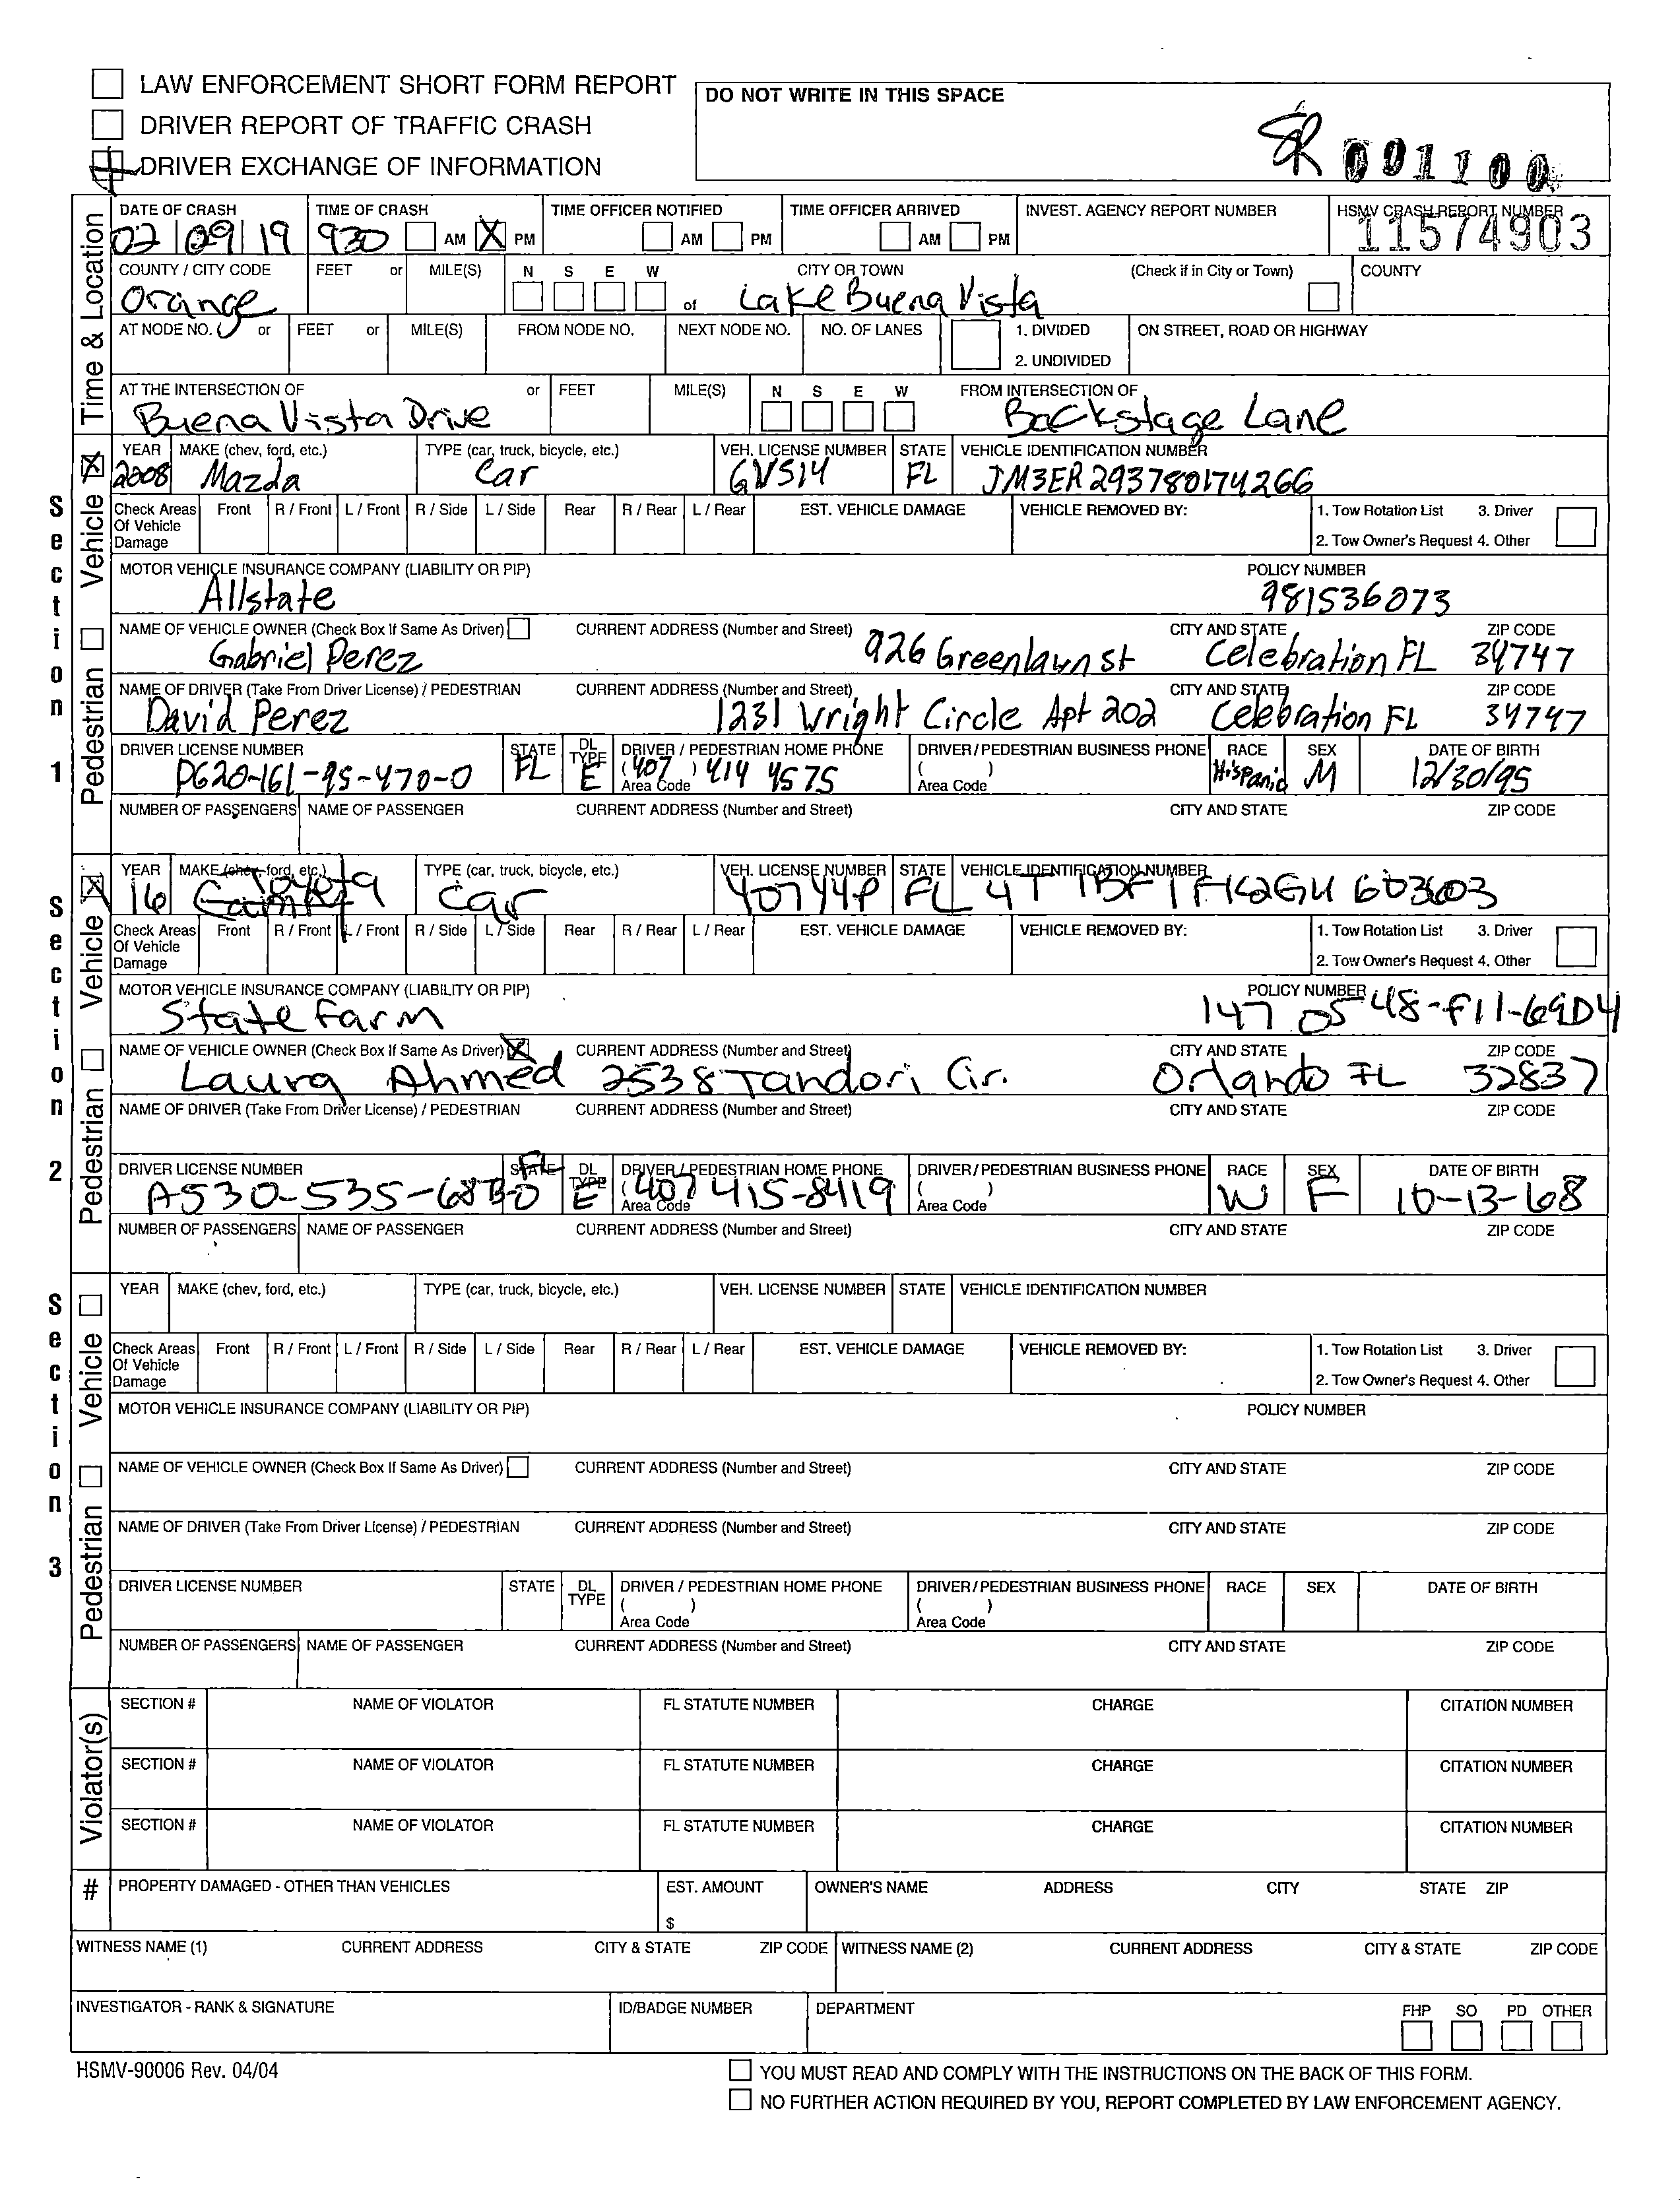 LAW ENFORCEMENT SHORT FORM REPORT
DRIVER REPORT OF TRAFFIC CRASH
DRIVER EXCHANGE OF INFORMATION
DO NOT WRITE IN THIS SPACE
001100
Time & Location
DATE OF CRASH TIME OF CRASH TIME OFFICER NOTIFIED TIME OFFICER ARRIVED INVEST. AGENCY REPORT NUMBER HSMV CRASH REPORT NUMBER
02 09 19 930 AM X PM AM PM AM PM 11574903
COUNTY / CITY CODE FEET or MILE(S) N S E W CITY OR TOWN (Check if in City or Town) COUNTY
Orange of Lake Buena Vista
AT NODE NO. or FEET or MILE(S) FROM NODE NO. NEXT NODE NO. NO. OF LANES 1. DIVIDED ON STREET, ROAD OR HIGHWAY
2. UNDIVIDED
AT THE INTERSECTION OF or FEET MILE(S) N S E W FROM INTERSECTION OF
Buena Vista Drive Backstage Lane
Section 1
Pedestrian Vehicle X
YEAR MAKE (chev, ford, etc.) TYPE (car, truck, bicycle, etc.) VEH. LICENSE NUMBER STATE VEHICLE IDENTIFICATION NUMBER
2008 Mazda Car GVS14 FL JM3ER293780174266
Check Areas Of Vehicle Damage Front R / Front L / Front R / Side L / Side Rear R / Rear L / Rear EST. VEHICLE DAMAGE VEHICLE REMOVED BY: 1. Tow Rotation List 3. Driver
2. Tow Owner's Request 4. Other
MOTOR VEHICLE INSURANCE COMPANY (LIABILITY OR PIP) POLICY NUMBER
Allstate 981536073
NAME OF VEHICLE OWNER (Check Box If Same As Driver) CURRENT ADDRESS (Number and Street) CITY AND STATE ZIP CODE
Gabriel Perez 926 Greenlawn st Celebration FL 34747
NAME OF DRIVER (Take From Driver License) / PEDESTRIAN CURRENT ADDRESS (Number and Street) CITY AND STATE ZIP CODE
David Perez 1231 Wright Circle Apt 202 Celebration FL 34747
DRIVER LICENSE NUMBER STATE DL TYPE DRIVER / PEDESTRIAN HOME PHONE DRIVER / PEDESTRIAN BUSINESS PHONE RACE SEX DATE OF BIRTH
P620-161-95-470-0 FL E (407) 414 4575 ( ) Hispanic M 12/30/95
Area Code Area Code
NUMBER OF PASSENGERS NAME OF PASSENGER CURRENT ADDRESS (Number and Street) CITY AND STATE ZIP CODE
Section 2
Pedestrian Vehicle X
YEAR MAKE (chev, ford, etc.) TYPE (car, truck, bicycle, etc.) VEH. LICENSE NUMBER STATE VEHICLE IDENTIFICATION NUMBER
16 Toyota Car 40744P FL 4T1BF1FK2GU603603
Check Areas Of Vehicle Damage Front R / Front L / Front R / Side L / Side Rear R / Rear L / Rear EST. VEHICLE DAMAGE VEHICLE REMOVED BY: 1. Tow Rotation List 3. Driver
2. Tow Owner's Request 4. Other
MOTOR VEHICLE INSURANCE COMPANY (LIABILITY OR PIP) POLICY NUMBER
State Farm 147 0548-F11-69D4
NAME OF VEHICLE OWNER (Check Box If Same As Driver) X CURRENT ADDRESS (Number and Street) CITY AND STATE ZIP CODE
Laura Ahmed 2538 Tandori Cir. Orlando FL 32837
NAME OF DRIVER (Take From Driver License) / PEDESTRIAN CURRENT ADDRESS (Number and Street) CITY AND STATE ZIP CODE
DRIVER LICENSE NUMBER STATE DL TYPE DRIVER / PEDESTRIAN HOME PHONE DRIVER / PEDESTRIAN BUSINESS PHONE RACE SEX DATE OF BIRTH
FL E (407 415-8419 ( ) W F 10-13-68
Area Code Area Code
NUMBER OF PASSENGERS NAME OF PASSENGER CURRENT ADDRESS (Number and Street) CITY AND STATE ZIP CODE
Section 3
Pedestrian Vehicle
YEAR MAKE (chev, ford, etc.) TYPE (car, truck, bicycle, etc.) VEH. LICENSE NUMBER STATE VEHICLE IDENTIFICATION NUMBER
Check Areas Of Vehicle Damage Front R / Front L / Front R / Side L / Side Rear R / Rear L / Rear EST. VEHICLE DAMAGE VEHICLE REMOVED BY: 1. Tow Rotation List 3. Driver
2. Tow Owner's Request 4. Other
MOTOR VEHICLE INSURANCE COMPANY (LIABILITY OR PIP) POLICY NUMBER
NAME OF VEHICLE OWNER (Check Box If Same As Driver) CURRENT ADDRESS (Number and Street) CITY AND STATE ZIP CODE
NAME OF DRIVER (Take From Driver License) / PEDESTRIAN CURRENT ADDRESS (Number and Street) CITY AND STATE ZIP CODE
DRIVER LICENSE NUMBER STATE DL TYPE DRIVER / PEDESTRIAN HOME PHONE DRIVER / PEDESTRIAN BUSINESS PHONE RACE SEX DATE OF BIRTH
( ) ( )
Area Code Area Code
NUMBER OF PASSENGERS NAME OF PASSENGER CURRENT ADDRESS (Number and Street) CITY AND STATE ZIP CODE
Violator(s)
SECTION # NAME OF VIOLATOR FL STATUTE NUMBER CHARGE CITATION NUMBER
SECTION # NAME OF VIOLATOR FL STATUTE NUMBER CHARGE CITATION NUMBER
SECTION # NAME OF VIOLATOR FL STATUTE NUMBER CHARGE CITATION NUMBER
# PROPERTY DAMAGED - OTHER THAN VEHICLES EST. AMOUNT OWNER'S NAME ADDRESS CITY STATE ZIP
$
WITNESS NAME (1) CURRENT ADDRESS CITY & STATE ZIP CODE WITNESS NAME (2) CURRENT ADDRESS CITY & STATE ZIP CODE
INVESTIGATOR - RANK & SIGNATURE ID/BADGE NUMBER DEPARTMENT FHP SO PD OTHER
HSMV-90006 Rev. 04/04
YOU MUST READ AND COMPLY WITH THE INSTRUCTIONS ON THE BACK OF THIS FORM.
NO FURTHER ACTION REQUIRED BY YOU, REPORT COMPLETED BY LAW ENFORCEMENT AGENCY.